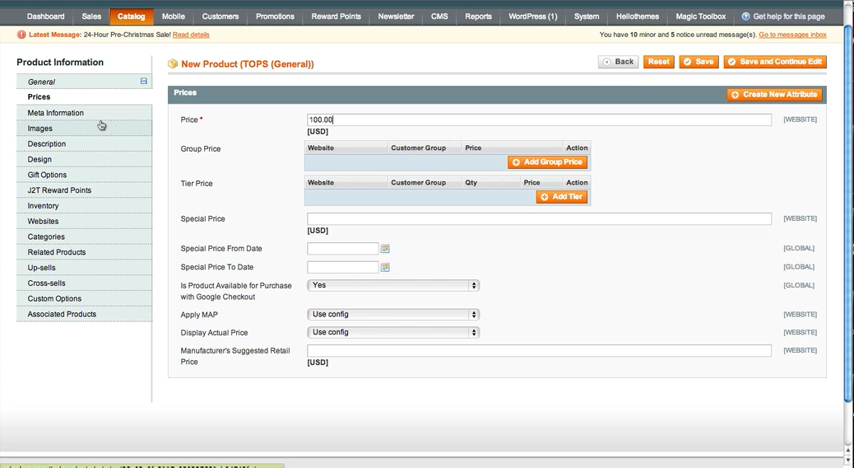 Dashboard Sales Catalog Mobile Customers Promotions Reward Points Newsletter CMS Reports WordPress (1) System Hellothemes Magic Toolbox Get help for this page
Latest Message: 24-Hour Pre-Christmas Sale! Read details You have 10 minor and 5 notice unread message(s). Go to messages inbox
Product Information
General
Prices
Meta Information
Images
Description
Design
Gift Options
J2T Reward Points
Inventory
Websites
Categories
Related Products
Up-sells
Cross-sells
Custom Options
Associated Products
New Product (TOPS (General)) Back Reset Save Save and Continue Edit
Prices Create New Attribute
Price * 100.00 [WEBSITE]
[USD]
Group Price Website Customer Group Price Action
Add Group Price
Tier Price Website Customer Group Qty Price Action
Add Tier
Special Price [WEBSITE]
[USD]
Special Price From Date [GLOBAL]
Special Price To Date [GLOBAL]
Is Product Available for Purchase Yes [GLOBAL]
with Google Checkout
Apply MAP Use config [WEBSITE]
Display Actual Price Use config [WEBSITE]
Manufacturer's Suggested Retail [WEBSITE]
Price [USD]